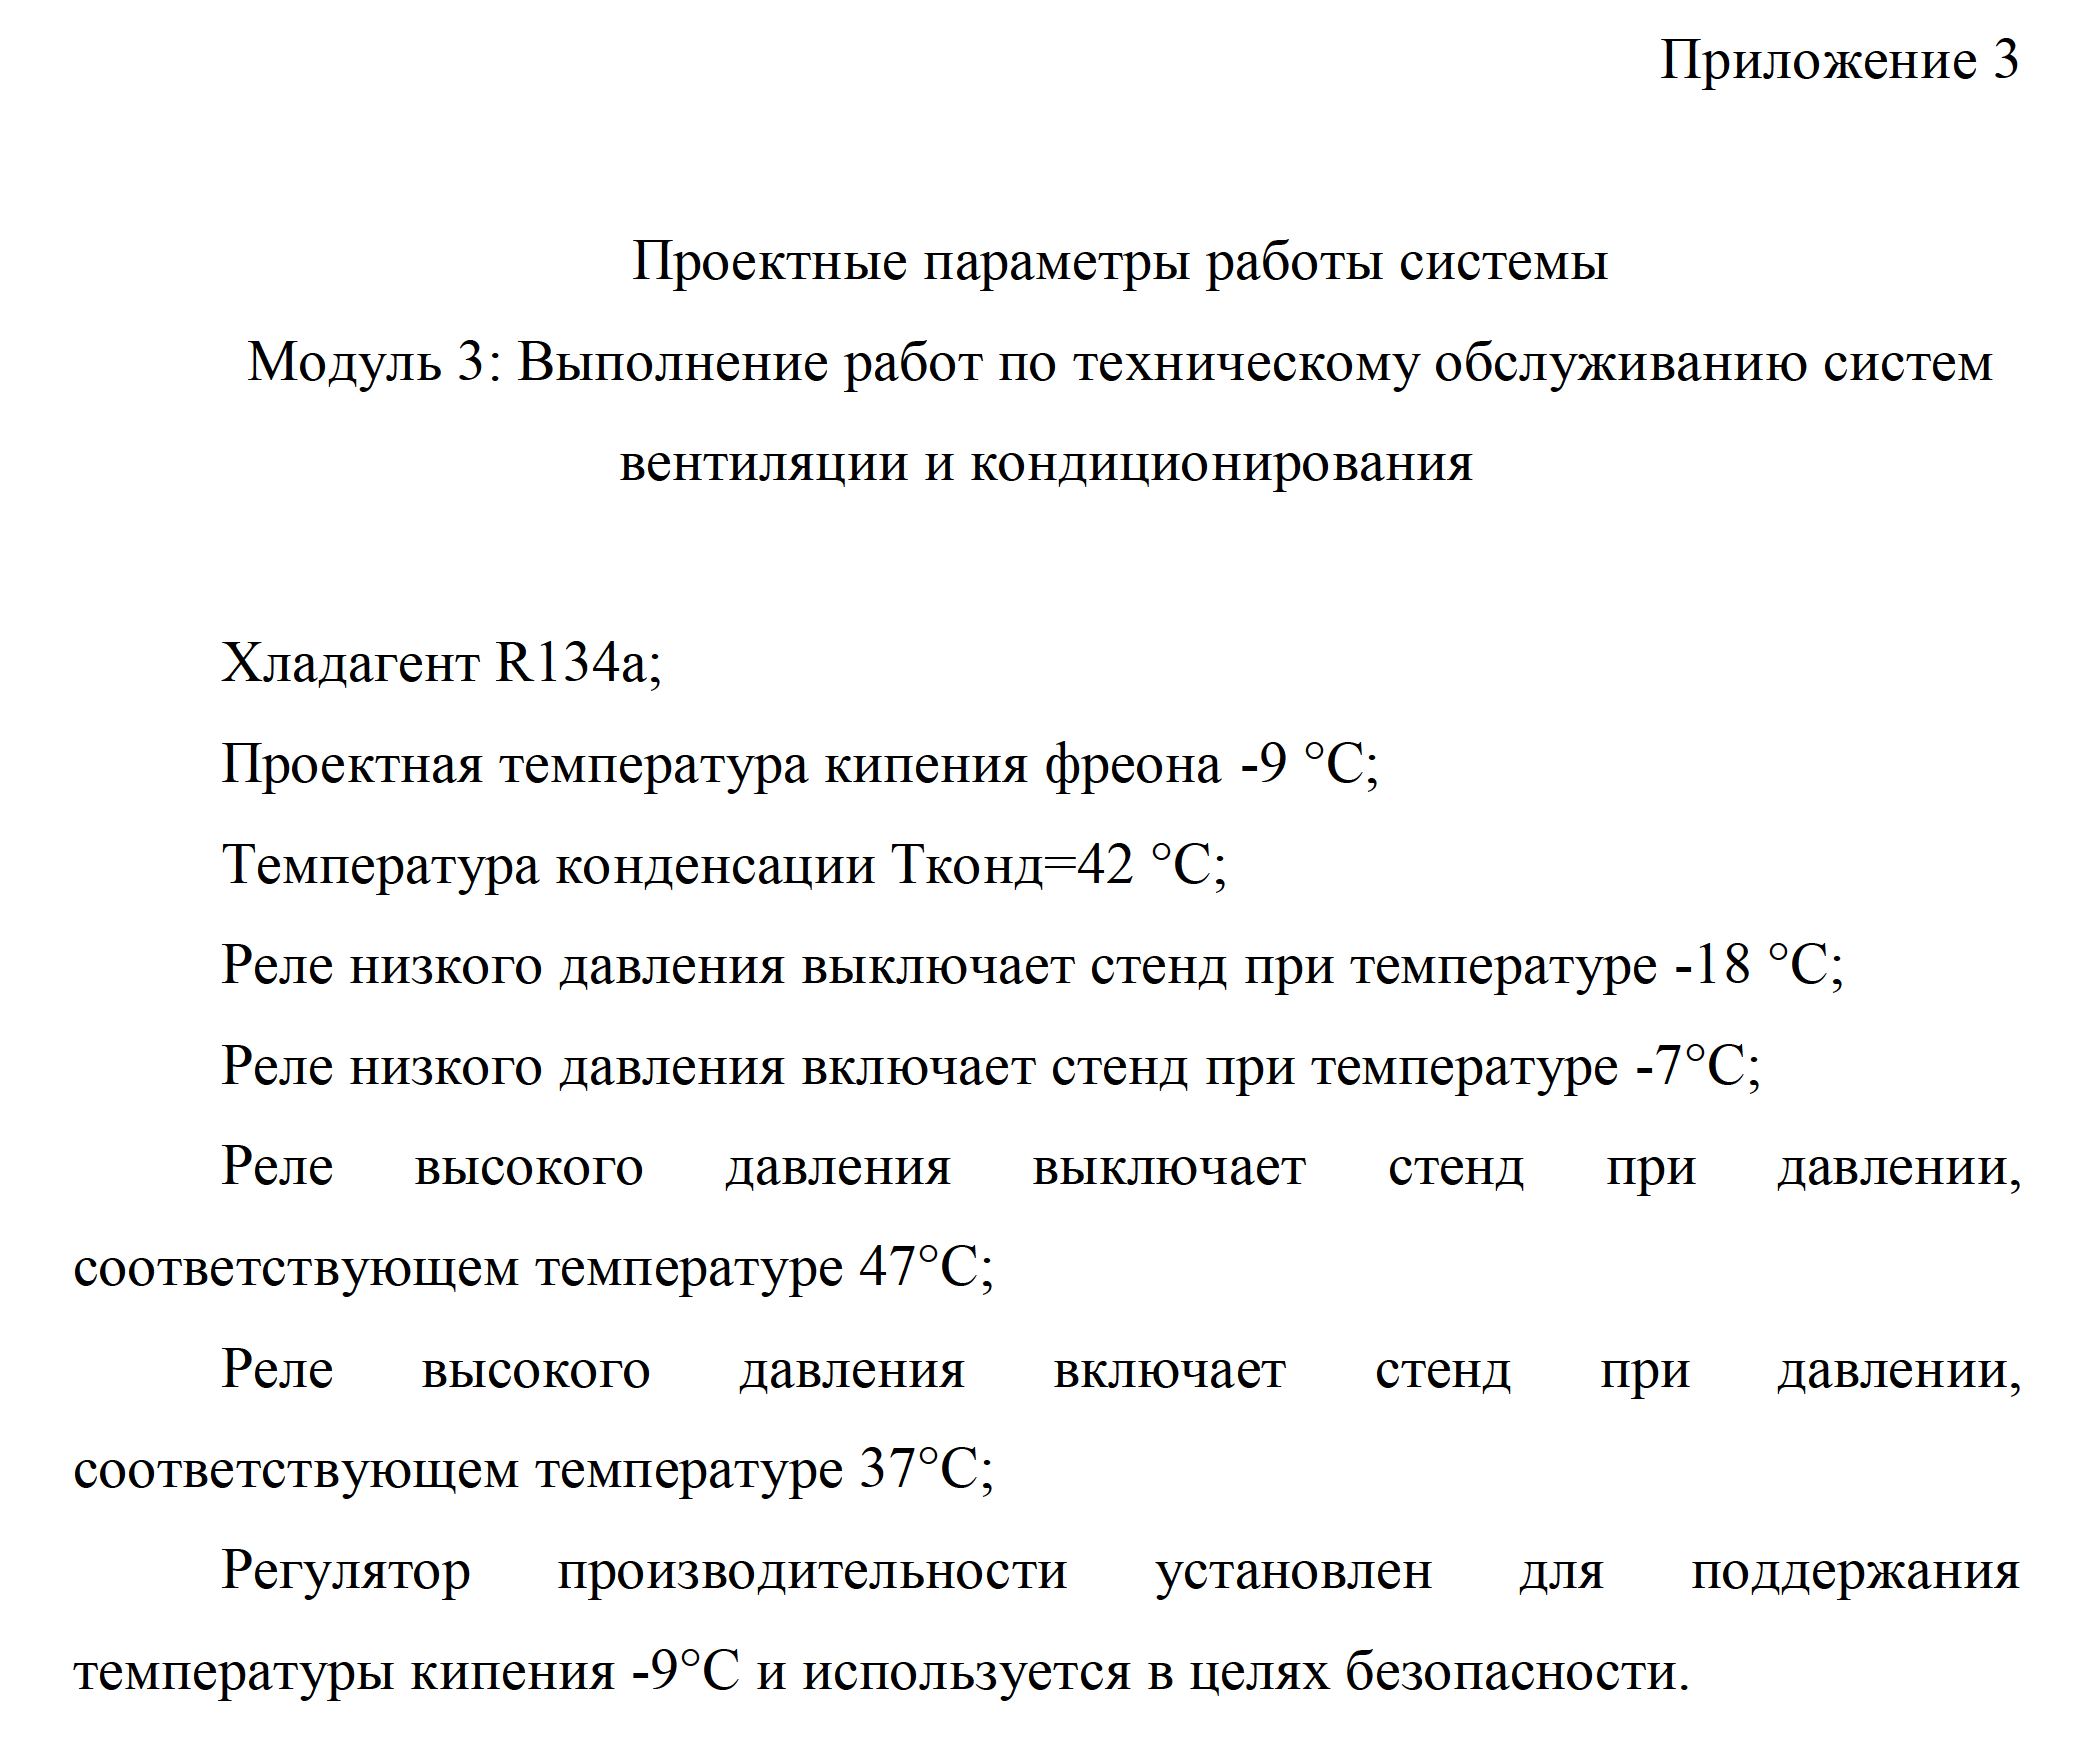 Приложение 3
Проектные параметры работы системы
Модуль 3: Выполнение работ по техническому обслуживанию систем
вентиляции и кондиционирования
Хладагент R134a;
Проектная температура кипения фреона -9 °C;
Температура конденсации Тконд=42 °C;
Реле низкого давления выключает стенд при температуре -18 °C;
Реле низкого давления включает стенд при температуре -7°C;
Реле высокого давления выключает стенд при давлении,
соответствующем температуре 47°C;
Реле высокого давления включает стенд при давлении,
соответствующем температуре 37°C;
Регулятор производительности установлен для поддержания
температуры кипения -9°C и используется в целях безопасности.